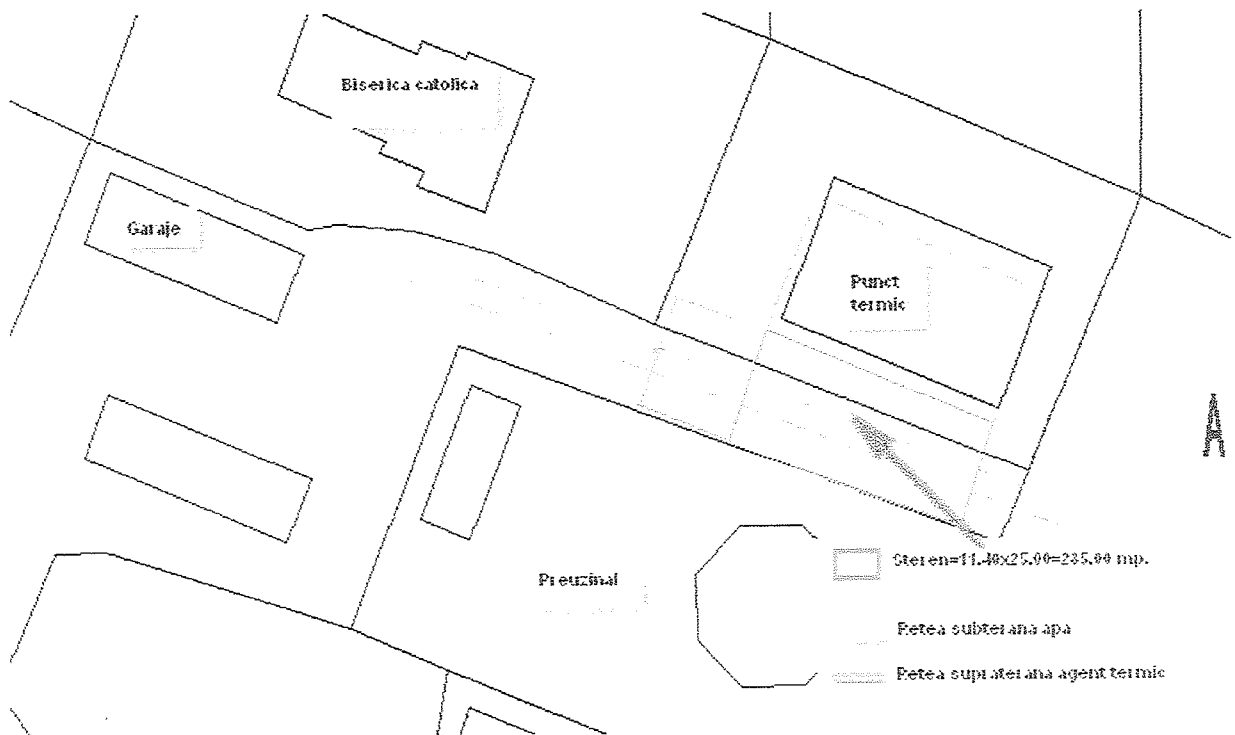 Biserica catolica
Garaje
Punct
termic
A
Steren=11.40x25.00=285.00 mp.
Preuzinal
Retea subterana apa
Retea supraterana agent termic